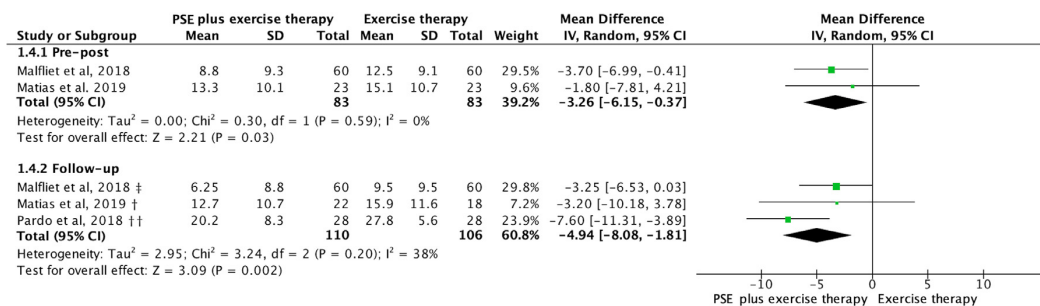 PSE plus exercise therapy Exercise therapy Mean Difference Mean Difference
Study or Subgroup Mean SD Total Mean SD Total Weight IV, Random, 95% CI IV, Random, 95% CI
1.4.1 Pre-post
Malfliet et al, 2018 8.8 9.3 60 12.5 9.1 60 29.5% -3.70 [-6.99, -0.41]
Matias et al. 2019 13.3 10.1 23 15.1 10.7 23 9.6% -1.80 [-7.81, 4.21]
Total (95% CI) 83 83 39.2% -3.26 [-6.15, -0.37]
Heterogeneity: Tau² = 0.00; Chi² = 0.30, df = 1 (P = 0.59); I² = 0%
Test for overall effect: Z = 2.21 (P = 0.03)
1.4.2 Follow-up
Malfliet et al, 2018 ‡ 6.25 8.8 60 9.5 9.5 60 29.8% -3.25 [-6.53, 0.03]
Matias et al, 2019 † 12.7 10.7 22 15.9 11.6 18 7.2% -3.20 [-10.18, 3.78]
Pardo et al, 2018 †† 20.2 8.3 28 27.8 5.6 28 23.9% -7.60 [-11.31, -3.89]
Total (95% CI) 110 106 60.8% -4.94 [-8.08, -1.81]
Heterogeneity: Tau² = 2.95; Chi² = 3.24, df = 2 (P = 0.20); I² = 38%
Test for overall effect: Z = 3.09 (P = 0.002)
-10 -5 0 5 10
PSE plus exercise therapy Exercise therapy